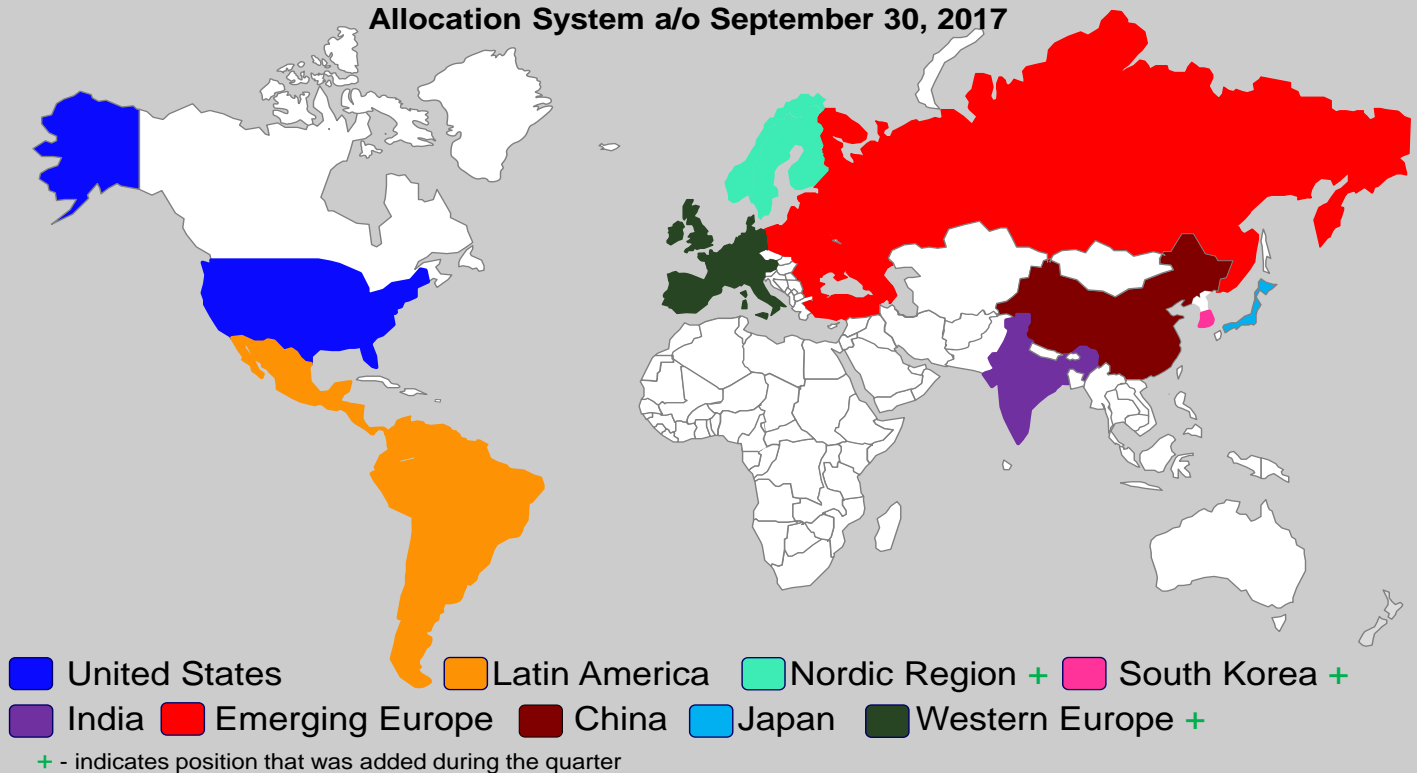 Allocation System a/o September 30, 2017
United States Latin America Nordic Region + South Korea +
India Emerging Europe China Japan Western Europe +
+ - indicates position that was added during the quarter